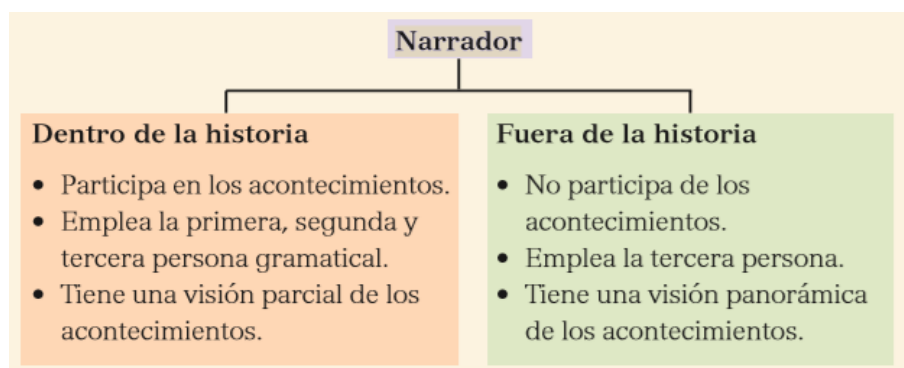 Narrador
Dentro de la historia
• Participa en los acontecimientos.
• Emplea la primera, segunda y
tercera persona gramatical.
• Tiene una visión parcial de los
acontecimientos.
Fuera de la historia
• No participa de los
acontecimientos.
• Emplea la tercera persona.
• Tiene una visión panorámica
de los acontecimientos.